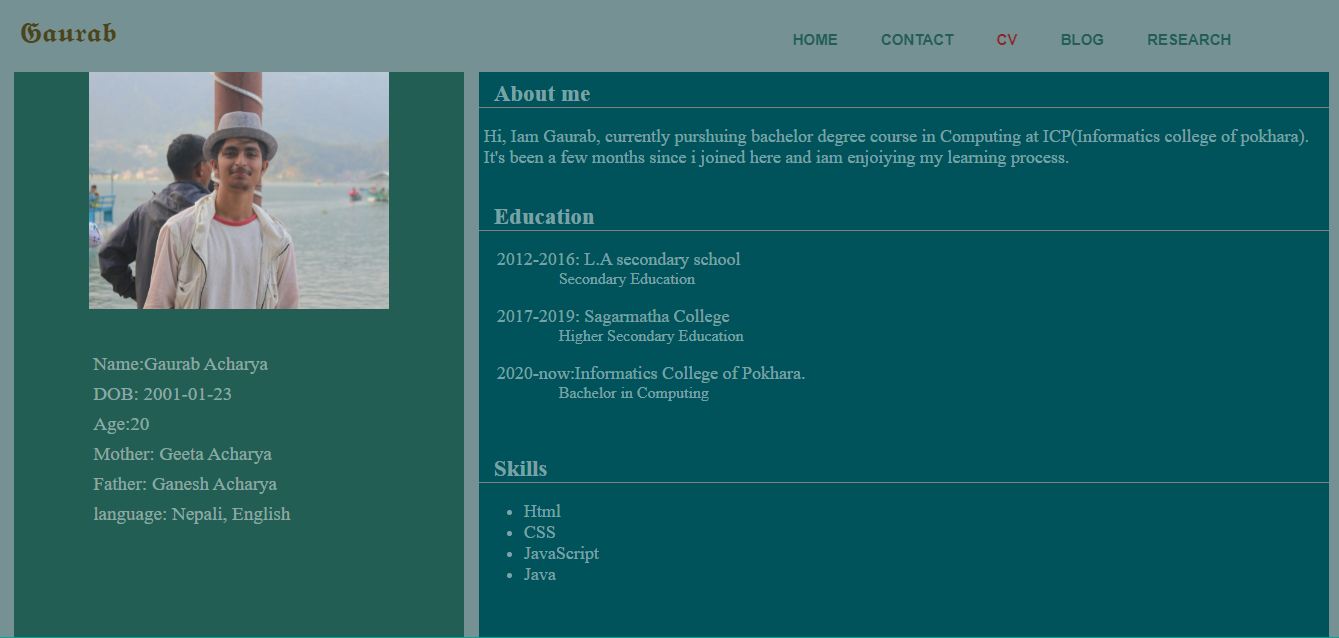 Gaurab
HOME CONTACT CV BLOG RESEARCH
Name:Gaurab Acharya
DOB: 2001-01-23
Age:20
Mother: Geeta Acharya
Father: Ganesh Acharya
language: Nepali, English
About me
Hi, Iam Gaurab, currently purshuing bachelor degree course in Computing at ICP(Informatics college of pokhara).
It's been a few months since i joined here and iam enjoiying my learning process.
Education
2012-2016: L.A secondary school
Secondary Education
2017-2019: Sagarmatha College
Higher Secondary Education
2020-now:Informatics College of Pokhara.
Bachelor in Computing
Skills
• Html
• CSS
• JavaScript
• Java